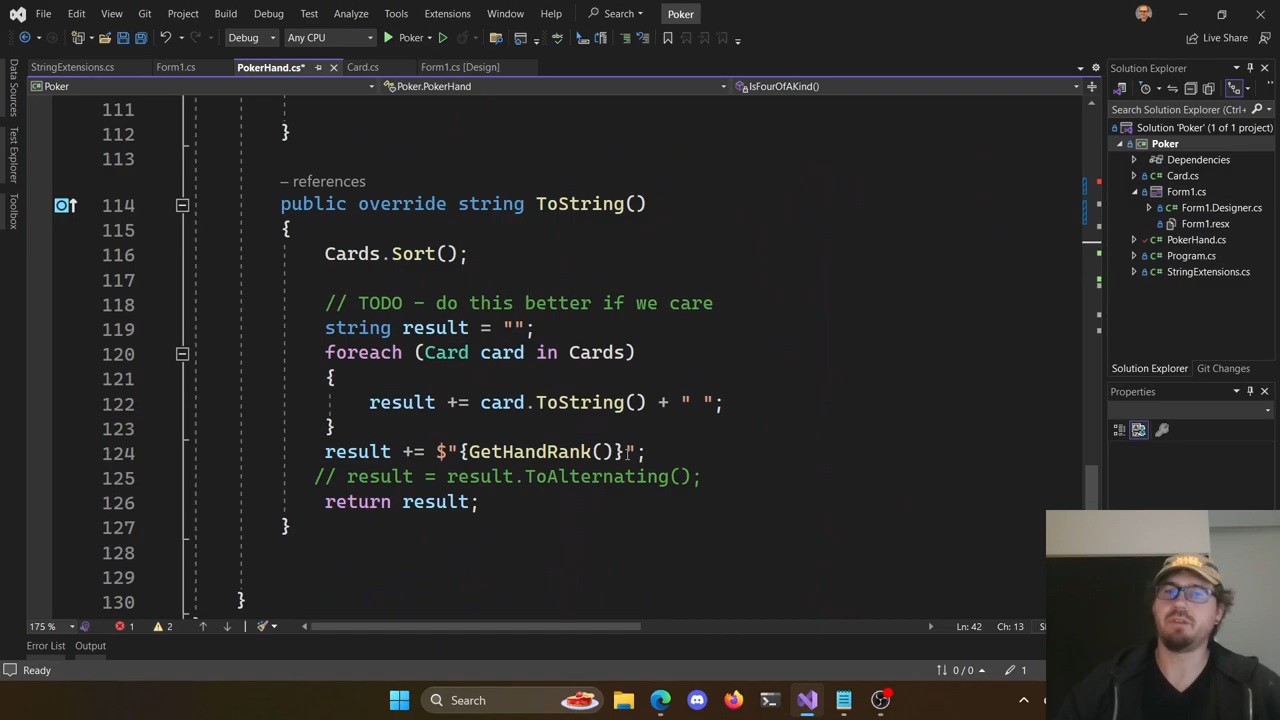 File Edit View Git Project Build Debug Test Analyze Tools Extensions Window Help Search Poker
Debug Any CPU Poker Live Share
StringExtensions.cs Form1.cs PokerHand.cs* Card.cs Form1.cs [Design]
Poker Poker.PokerHand IsFourOfAKind()
Data Sources
Test Explorer
Toolbox
111
112 }
113
– references
114 public override string ToString()
115 {
116 Cards.Sort();
117
118 // TODO – do this better if we care
119 string result = "";
120 foreach (Card card in Cards)
121 {
122 result += card.ToString() + " ";
123 }
124 result += $"{GetHandRank()}";
125 // result = result.ToAlternating();
126 return result;
127 }
128
129
130 }
175 % 1 2 Ln: 42 Ch: 13
Error List Output
Ready 0/0 1
Solution Explorer
Search Solution Explorer (Ctrl+
Solution 'Poker' (1 of 1 project)
Poker
Dependencies
Card.cs
Form1.cs
Form1.Designer.cs
Form1.resx
PokerHand.cs
Program.cs
StringExtensions.cs
Solution Explorer Git Changes
Properties
Search